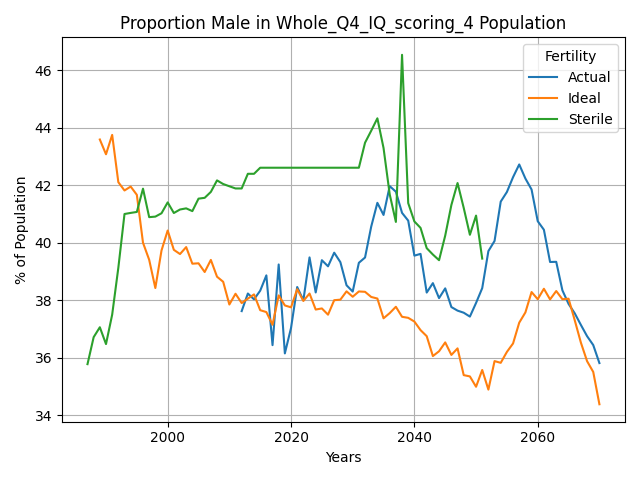 Proportion Male in Whole_Q4_IQ_scoring_4 Population
Fertility
Actual
Ideal
Sterile
% of Population
46
44
42
40
38
36
34
2000
2020
2040
2060
Years